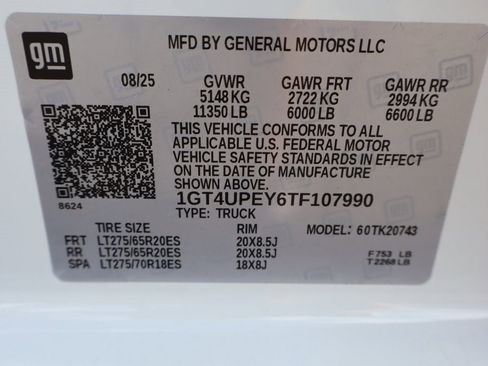 gm
MFD BY GENERAL MOTORS LLC
08/25 GVWR GAWR FRT GAWR RR
5148 KG 2722 KG 2994 KG
11350 LB 6000 LB 6600 LB
THIS VEHICLE CONFORMS TO ALL
APPLICABLE U.S. FEDERAL MOTOR
VEHICLE SAFETY STANDARDS IN EFFECT
ON THE DATE OF MANUFACTURE
SHOWN ABOVE.
8624
1GT4UPEY6TF107990
TYPE: TRUCK
TIRE SIZE RIM MODEL: 60TK20743
FRT LT275/65R20ES 20X8.5J
RR LT275/65R20ES 20X8.5J F753 LB
SPA LT275/70R18ES 18X8J T2268 LB